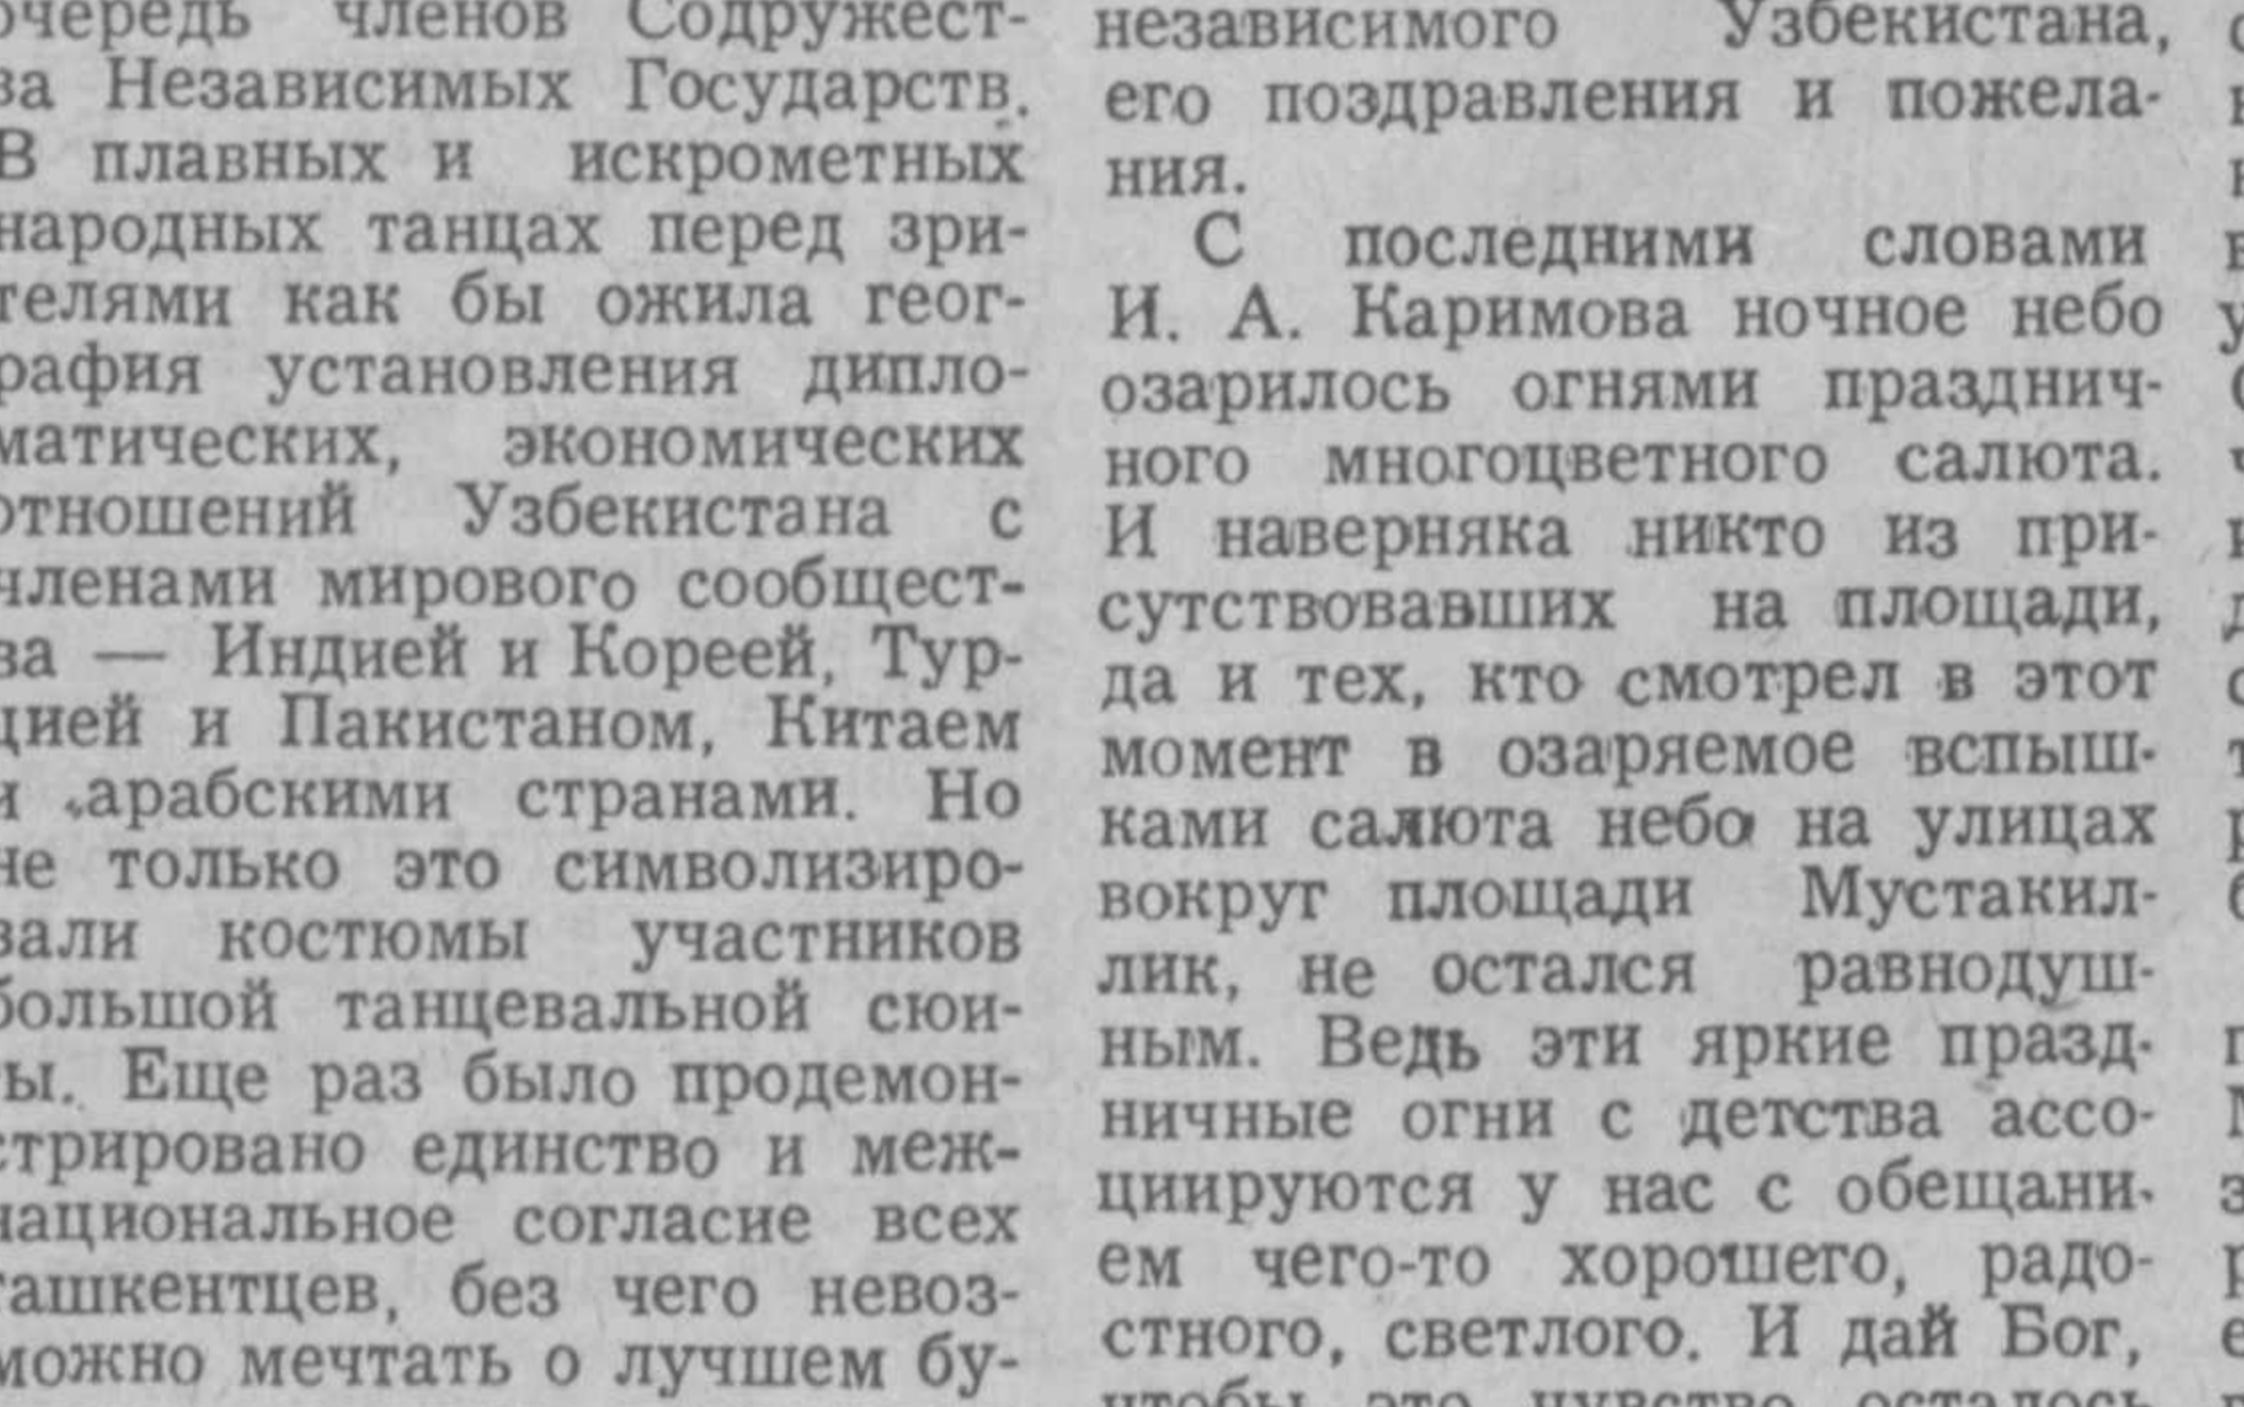 очередь членов Содружест-
ва Независимых Государств.
В плавных и искрометных
народных танцах перед зри-
телями как бы ожила геог-
рафия установления дипло-
матических, экономических
отношений Узбекистана с
членами мирового сообщест-
ва — Индией и Кореей, Тур-
цией и Пакистаном, Китаем
и арабскими странами. Но
не только это символизиро-
вали костюмы участников
большой танцевальной сюи-
ты. Еще раз было продемон-
стрировано единство и меж-
национальное согласие всех
ташкентцев, без чего невоз-
можно мечтать о лучшем бу-
независимого Узбекистана,
его поздравления и пожела-
ния.
С последними словами
И. А. Каримова ночное небо
озарилось огнями празднич-
ного многоцветного салюта.
И наверняка никто из при-
сутствовавших на площади,
да и тех, кто смотрел в этот
момент в озаряемое вспыш-
ками салюта небо на улицах
вокруг площади Мустакил-
лик, не остался равнодуш-
ным. Ведь эти яркие празд-
ничные огни с детства ассо-
циируются у нас с обещани-
ем чего-то хорошего, радо-
стного, светлого. И дай Бог,
чтобы это чувство осталось